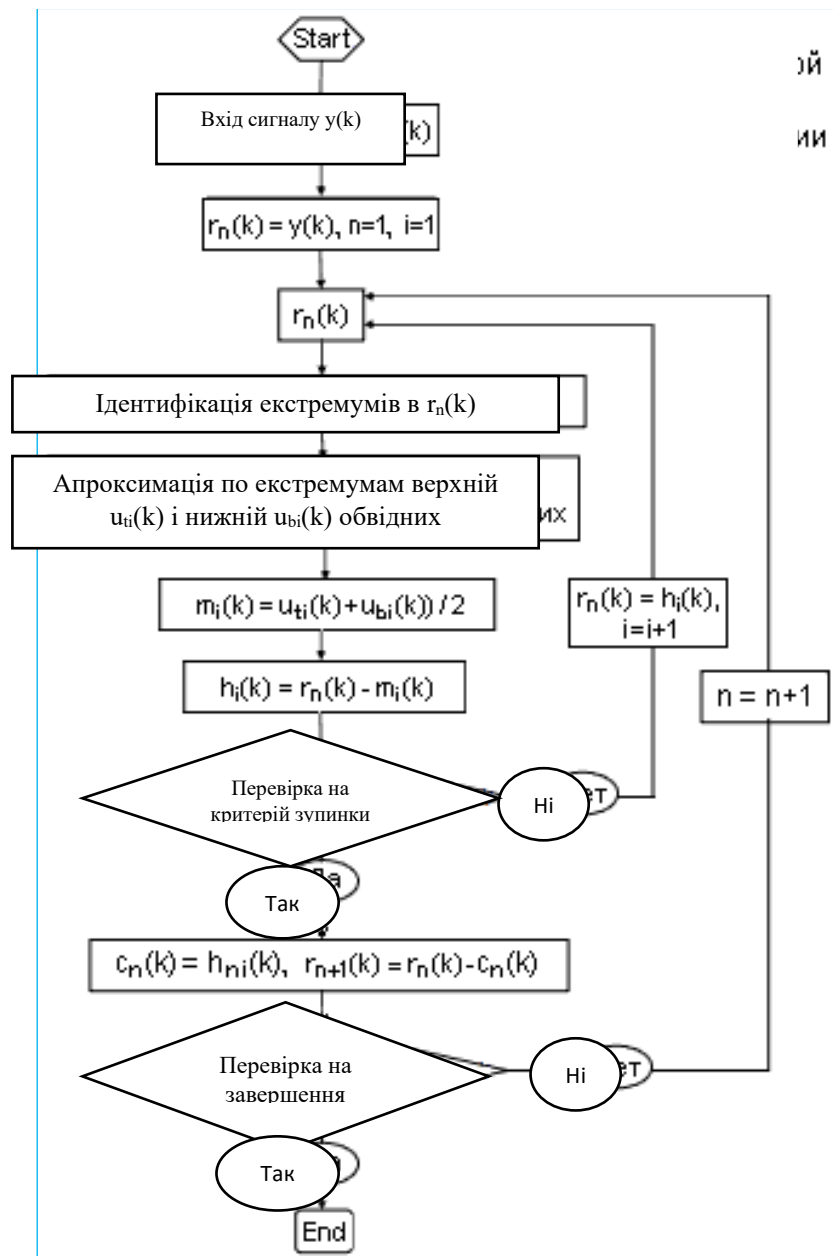 Start
ой
Вхід сигналу y(k)
(k)
ии
rn(k) = y(k), n=1, i=1
rn(k)
Ідентифікація екстремумів в rn(k)
Апроксимація по екстремумам верхній
uti(k) і нижній ubi(k) обвідних
их
mi(k) = uti(k)+ubi(k)) / 2
rn(k) = hi(k),
i=i+1
hi(k) = rn(k) - mi(k)
n = n+1
Перевірка на
критерій зупинки
Ні
ет
Так
а
cn(k) = hni(k), rn+1(k) = rn(k)-cn(k)
Перевірка на
завершення
Ні
ет
Так
End